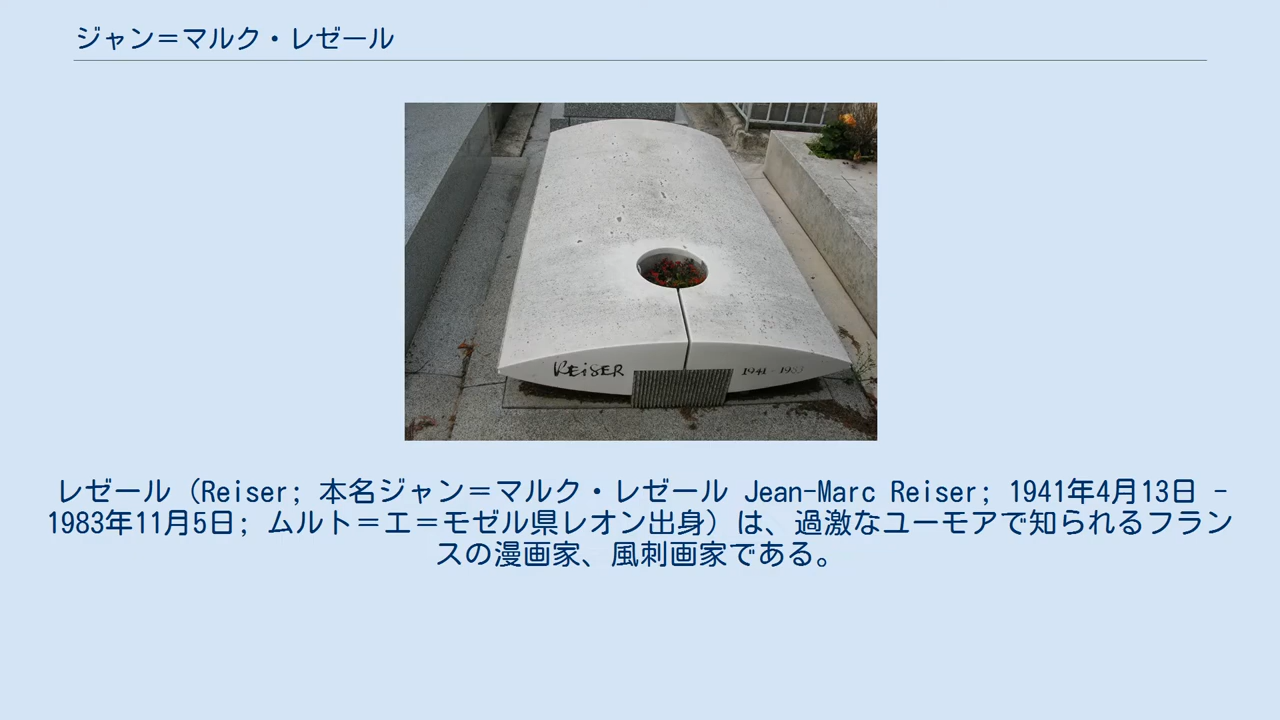 ジャン＝マルク・レゼール
REiSER
1941 - 1983
レゼール（Reiser; 本名ジャン＝マルク・レゼール Jean-Marc Reiser; 1941年4月13日 -
1983年11月5日; ムルト＝エ＝モゼル県レオン出身）は、過激なユーモアで知られるフラン
スの漫画家、風刺画家である。